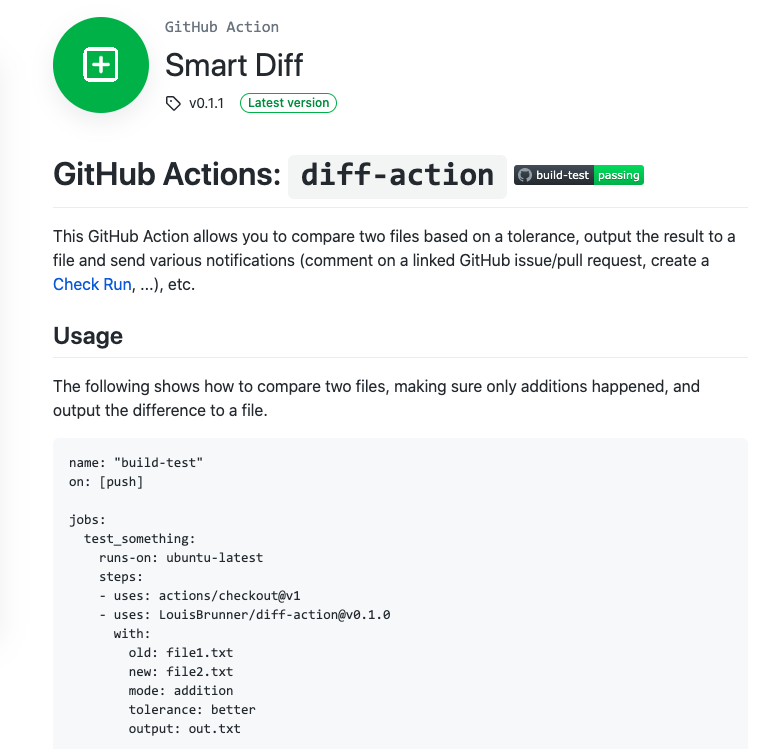 GitHub Action
Smart Diff
v0.1.1 Latest version
GitHub Actions: diff-action build-test passing
This GitHub Action allows you to compare two files based on a tolerance, output the result to a
file and send various notifications (comment on a linked GitHub issue/pull request, create a
Check Run, ...), etc.
Usage
The following shows how to compare two files, making sure only additions happened, and
output the difference to a file.
name: "build-test"
on: [push]

jobs:
  test_something:
    runs-on: ubuntu-latest
    steps:
    - uses: actions/checkout@v1
    - uses: LouisBrunner/diff-action@v0.1.0
      with:
        old: file1.txt
        new: file2.txt
        mode: addition
        tolerance: better
        output: out.txt